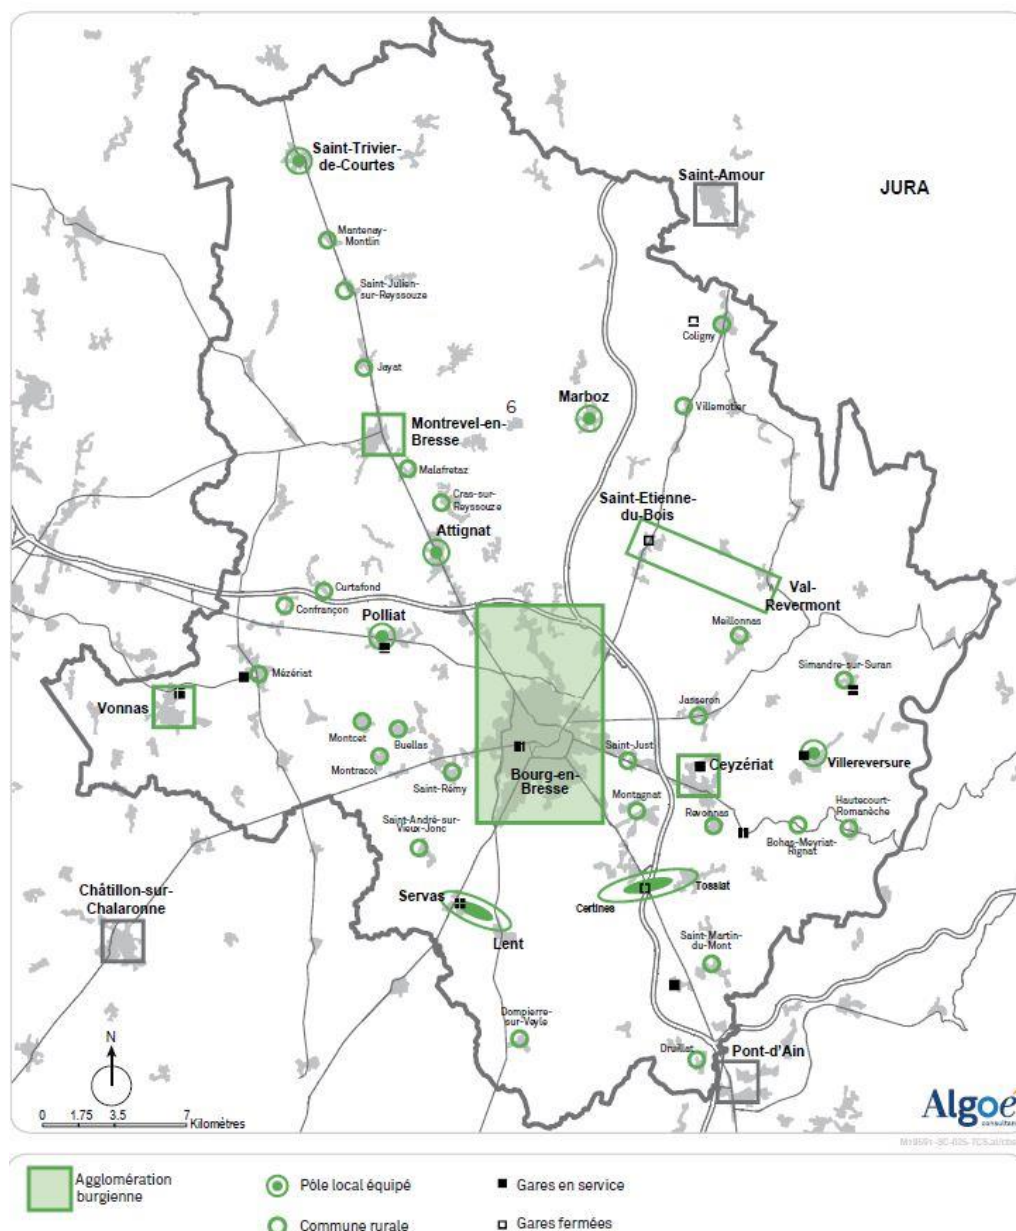 Saint-Trivier-
de-Courtes
Saint-Amour
JURA
Mantenay-
Montlin
Saint-Julien-
sur-Reyssouze
Coligny
Jayat
Marboz
6
Villemotier
Montrevel-en-
Bresse
Malafretaz
Cras-sur-
Reyssouze
Saint-Etienne-
du-Bois
Attignat
Val-
Revermont
Curtafond
Confrançon
Polliat
Meillonnas
Simandre-sur-Suran
Mézériat
Vonnas
Jasseron
Montcet
Buellas
Montracol
Saint-Rémy
Saint-Just
Ceyzériat
Villereversure
Bourg-en-
Bresse
Montagnat
Revonnas
Hautecourt-
Romanèche
Bohas-Meyriat-
Rignat
Saint-André-sur-
Vieux-Jonc
Châtillon-sur-
Chalaronne
Servas
Lent
Certines
Tossiat
Saint-Martin-
du-Mont
Dompierre-
sur-Veyle
Druillat
Pont-d'Ain
N
0 1.75 3.5 7
Kilomètres
Algoé
consultants
Agglomération
burgienne
Pôle local équipé
Gares en service
Commune rurale
Gares fermées